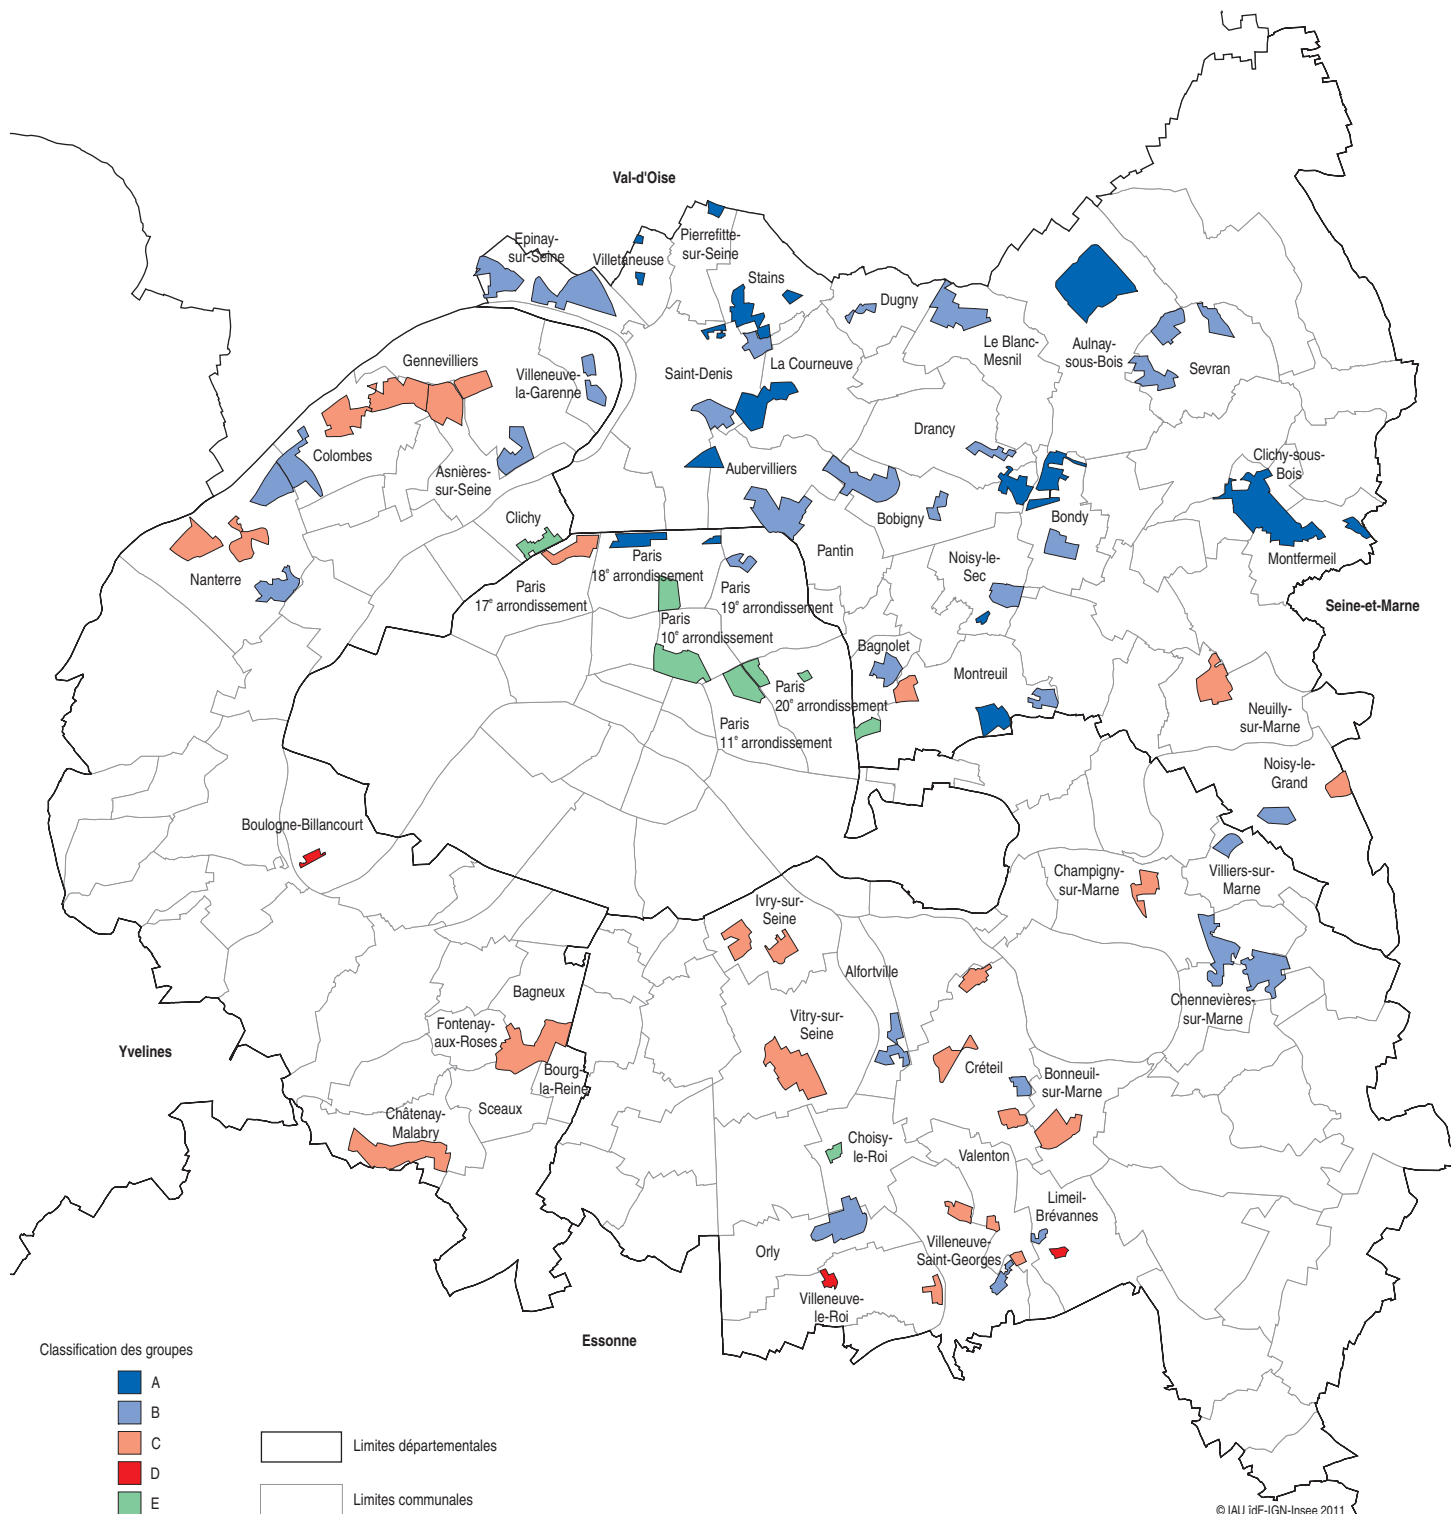 Val-d'Oise
Epinay-
sur-Seine
Villetaneuse
Pierrefitte-
sur-Seine
Stains
Dugny
Le Blanc-
Mesnil
Aulnay-
sous-Bois
Sevran
Gennevilliers
Villeneuve-
la-Garenne
Saint-Denis
La Courneuve
Drancy
Colombes
Asnières-
sur-Seine
Aubervilliers
Clichy-sous-
Bois
Clichy
Bobigny
Bondy
Montfermeil
Nanterre
Paris
17e arrondissement
Paris
18e arrondissement
Paris
19e arrondissement
Pantin
Noisy-le-
Sec
Seine-et-Marne
Paris
10e arrondissement
Bagnolet
Montreuil
Paris
20e arrondissement
Paris
11e arrondissement
Neuilly-
sur-Marne
Noisy-le-
Grand
Boulogne-Billancourt
Champigny-
sur-Marne
Villiers-sur-
Marne
Ivry-sur-
Seine
Alfortville
Bagneux
Chennevières-
sur-Marne
Fontenay-
aux-Roses
Vitry-sur-
Seine
Yvelines
Bourg-
la-Reine
Créteil
Bonneuil-
sur-Marne
Sceaux
Châtenay-
Malabry
Choisy-
le-Roi
Valenton
Limeil-
Brévannes
Orly
Villeneuve-
Saint-Georges
Villeneuve-
le-Roi
Essonne
Classification des groupes
A
B
C
D
E
Limites départementales
Limites communales
© IAU îdF-IGN-Insee 2011